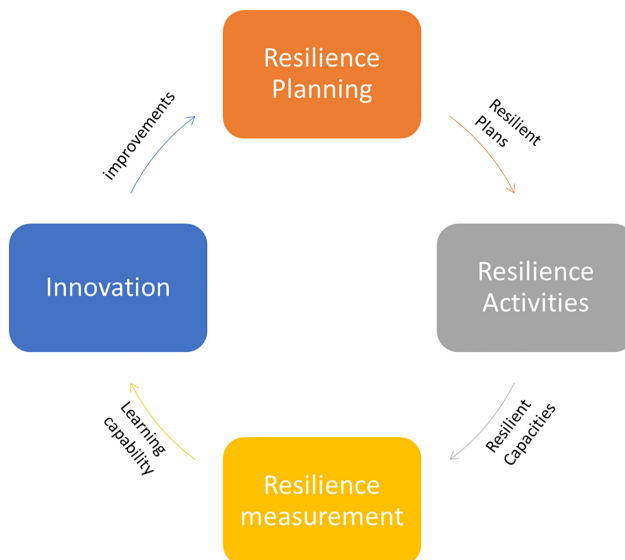 Resilience
Planning
Resilient
Plans
Resilience
Activities
Resilient
Capacities
Resilience
measurement
Learning
capability
Innovation
improvements